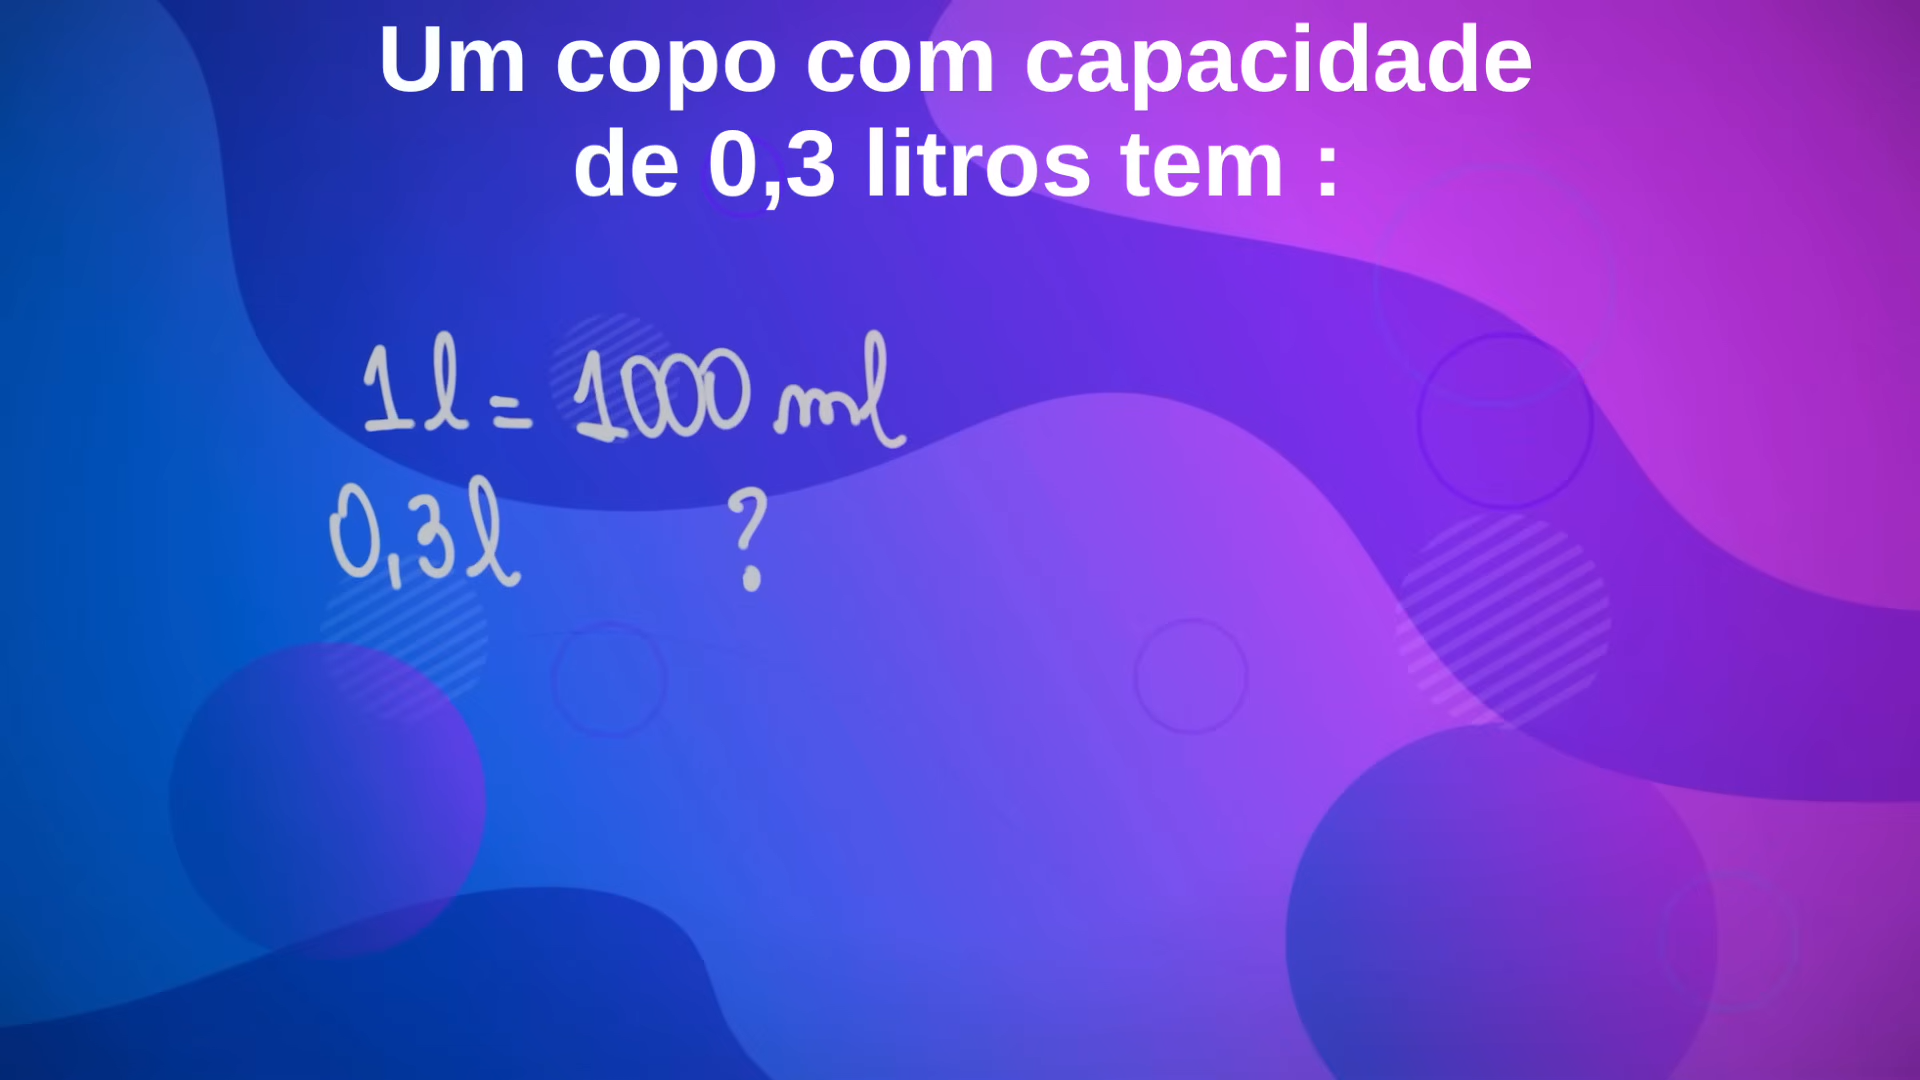 Um copo com capacidade
de 0,3 litros tem :
1l = 1000 ml
0,3l ?